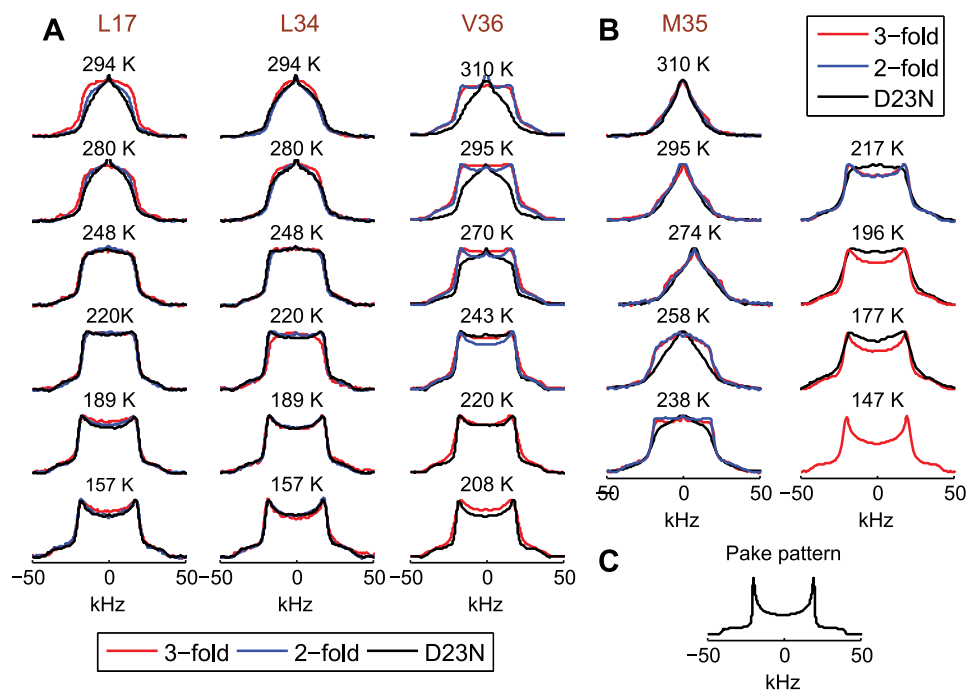 A
L17
L34
V36
B
M35
3−fold
2−fold
D23N
294 K
294 K
310 K
310 K
280 K
280 K
295 K
295 K
217 K
248 K
248 K
270 K
274 K
196 K
220K
220 K
243 K
258 K
177 K
189 K
189 K
220 K
238 K
147 K
157 K
157 K
208 K
50 0 50
−50 0 50
kHz
kHz
−50 0 50
−50 0 50
−50 0 50
kHz
kHz
kHz
C
Pake pattern
3−fold 2−fold D23N
−50 0 50
kHz